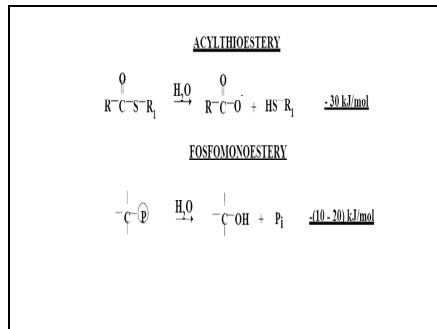 ACYLTHIOESTERY
O
O
H₂O
R–C–S–R₁ → R–C–O⁻ + HS–R₁ - 30 kJ/mol
FOSFOMONOESTERY
H₂O
–C–P → –C–OH + Pi -(10 - 20) kJ/mol